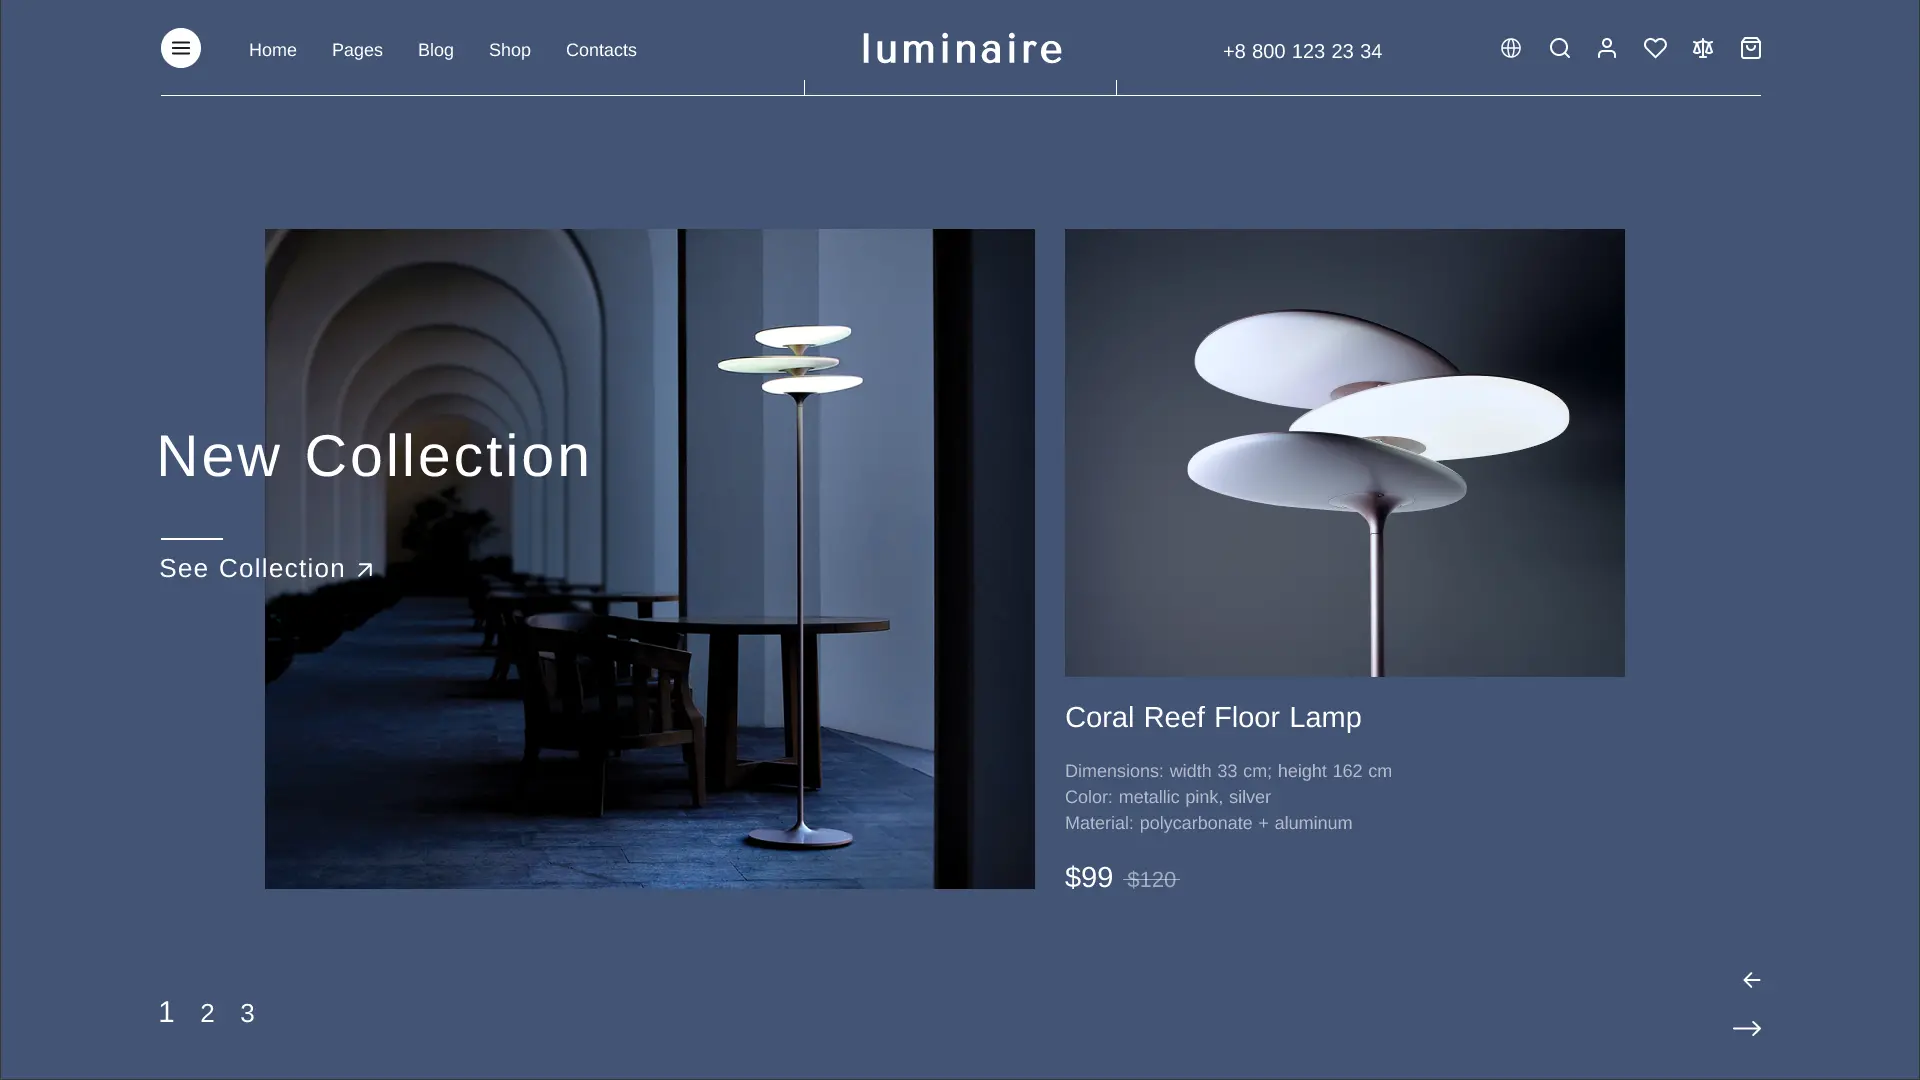 Home Pages Blog Shop Contacts
luminaire
+8 800 123 23 34
New Collection
See Collection
Coral Reef Floor Lamp
Dimensions: width 33 cm; height 162 cm
Color: metallic pink, silver
Material: polycarbonate + aluminum
$99 $120
1 2 3